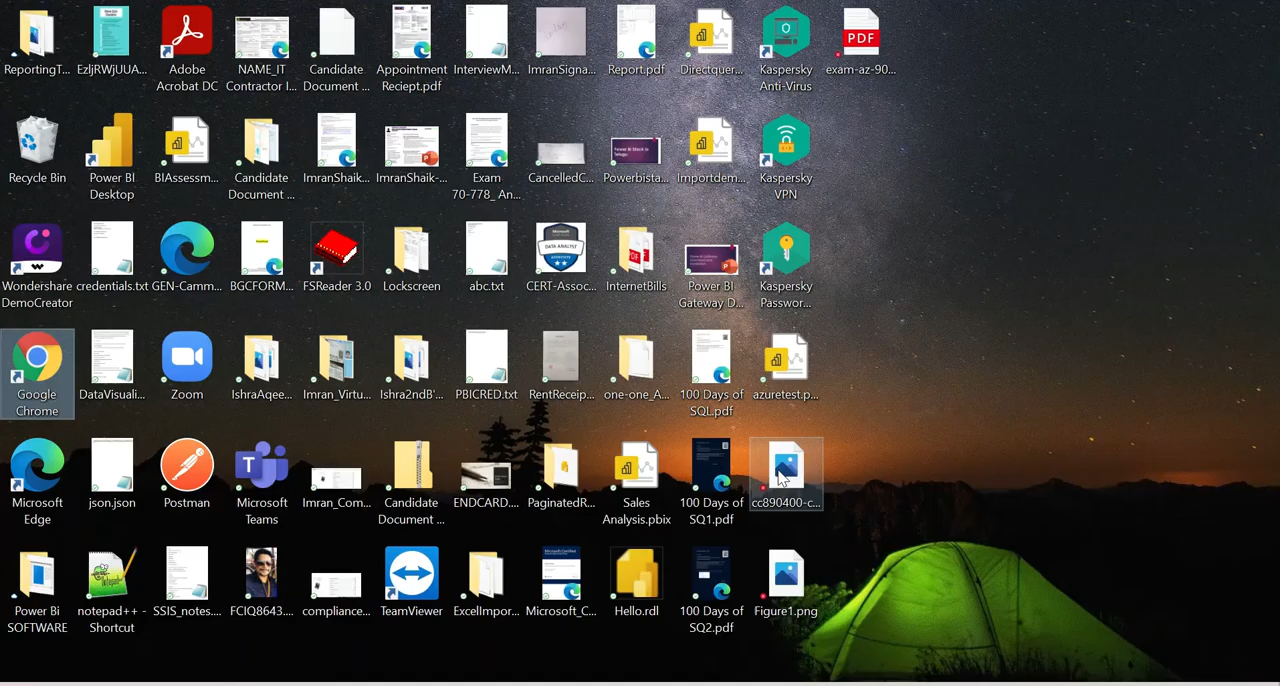 ReportingT...
EzljRWjUUA...
Adobe
Acrobat DC
NAME_IT
Contractor I...
Candidate
Document ...
Appointment
Reciept.pdf
InterviewM...
ImranSigna...
Report.pdf
Directquer...
Kaspersky
Anti-Virus
PDF
exam-az-90...
Recycle Bin
Power BI
Desktop
BIAssessm...
Candidate
Document ...
ImranShaik...
ImranShaik-...
Exam
70-778_ An...
CancelledC...
Powerbista...
Importdem...
Kaspersky
VPN
Wondershare
DemoCreator
credentials.txt
GEN-Camm...
BGCFORM...
FSReader 3.0
Lockscreen
abc.txt
DATA ANALYST
ASSOCIATE
CERT-Assoc...
InternetBills
Power BI
Gateway D...
Kaspersky
Passwor...
Google
Chrome
DataVisuali...
Zoom
IshraAqee...
Imran_Virtu...
Ishra2ndB'...
PBICRED.txt
RentReceip...
one-one_A...
100 Days of
SQL.pdf
azuretest.p...
Microsoft
Edge
json.json
Postman
Microsoft
Teams
Imran_Com...
Candidate
Document ...
ENDCARD....
PaginatedR...
Sales
Analysis.pbix
100 Days of
SQ1.pdf
cc890400-c...
Power Bi
SOFTWARE
notepad++ -
Shortcut
SSIS_notes...
FCIQ8643....
compliance...
TeamViewer
ExcelImpor...
Microsoft_C...
Hello.rdl
100 Days of
SQ2.pdf
Figure1.png